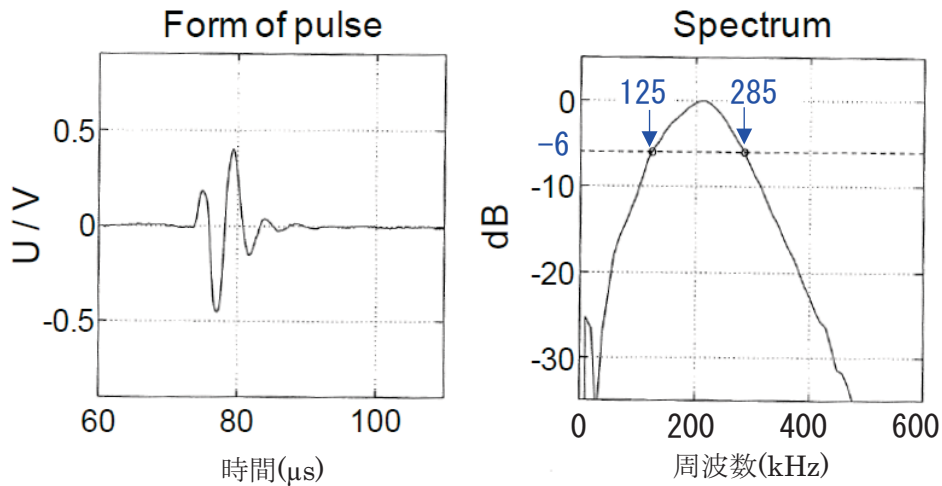 Form of pulse
U / V
0.5
0
-0.5
60
80
100
時間(μs)
Spectrum
125
285
dB
0
-6
-10
-20
-30
0
200
400
600
周波数(kHz)